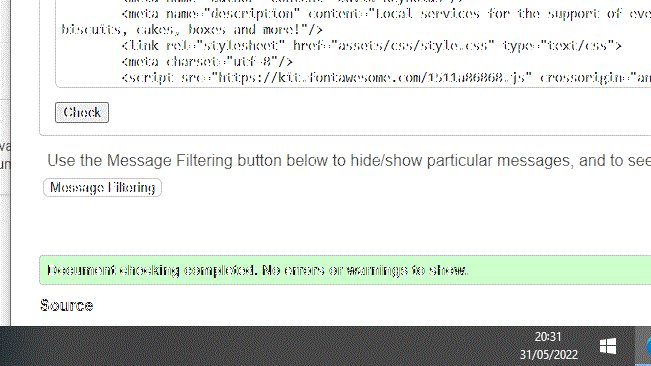 <meta name="description" content="Local services for the support of eve
biscuits, cakes, boxes and more!"/>
<link rel="stylesheet" href="assets/css/style.css" type="text/css">
<meta charset="utf-8"/>
<script src="https://kit.fontawesome.com/1511a86868.js" crossorigin="an
Check
Use the Message Filtering button below to hide/show particular messages, and to see
Message Filtering
Document checking completed. No errors or warnings to show.
Source
20:31
31/05/2022